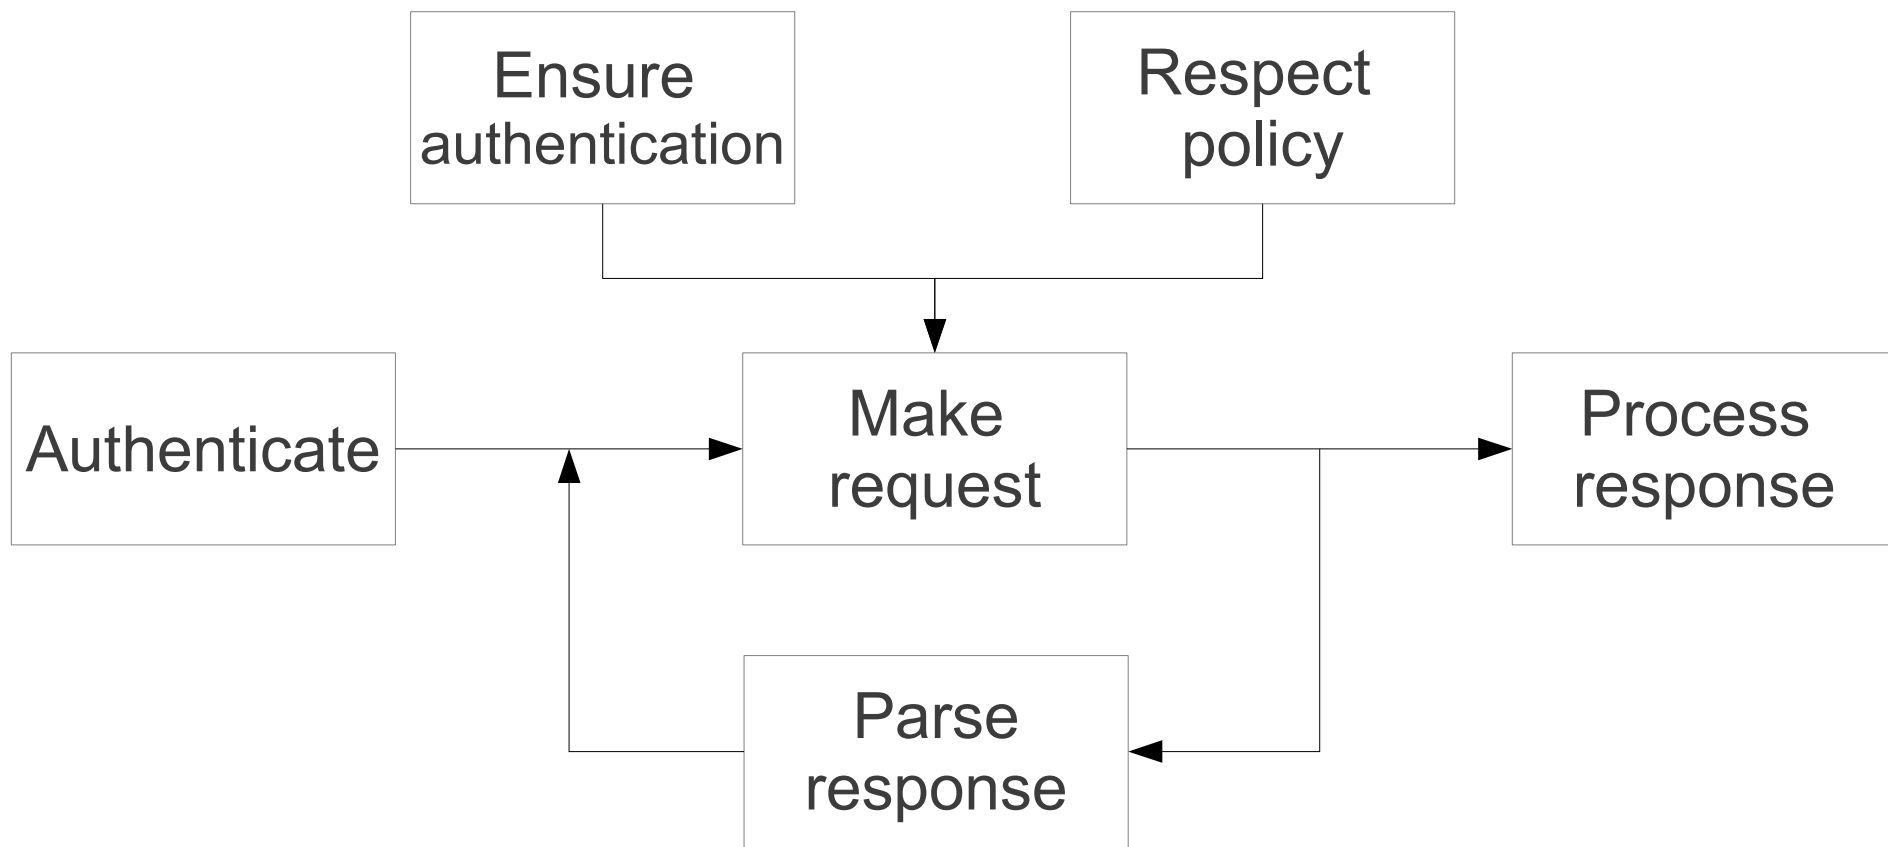 Ensure
authentication
Respect
policy
Authenticate
Make
request
Process
response
Parse
response